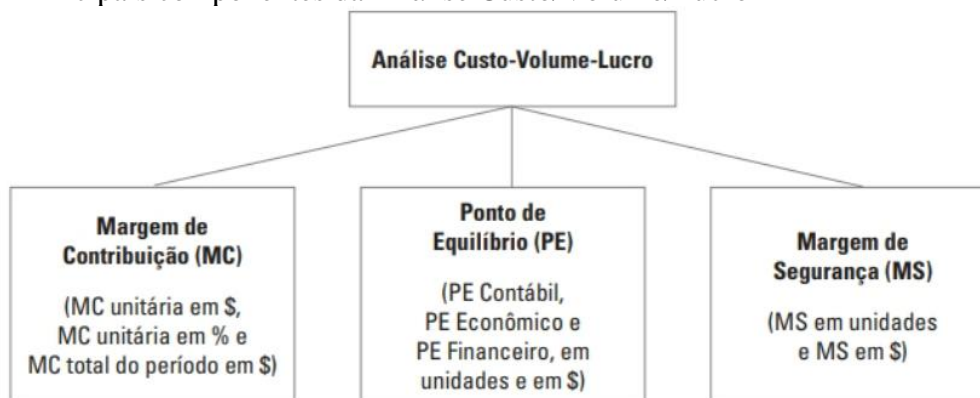 Análise Custo-Volume-Lucro
Margem de
Contribuição (MC)
(MC unitária em $,
MC unitária em % e
MC total do período em $)
Ponto de
Equilíbrio (PE)
(PE Contábil,
PE Econômico e
PE Financeiro, em
unidades e em $)
Margem de
Segurança (MS)
(MS em unidades
e MS em $)